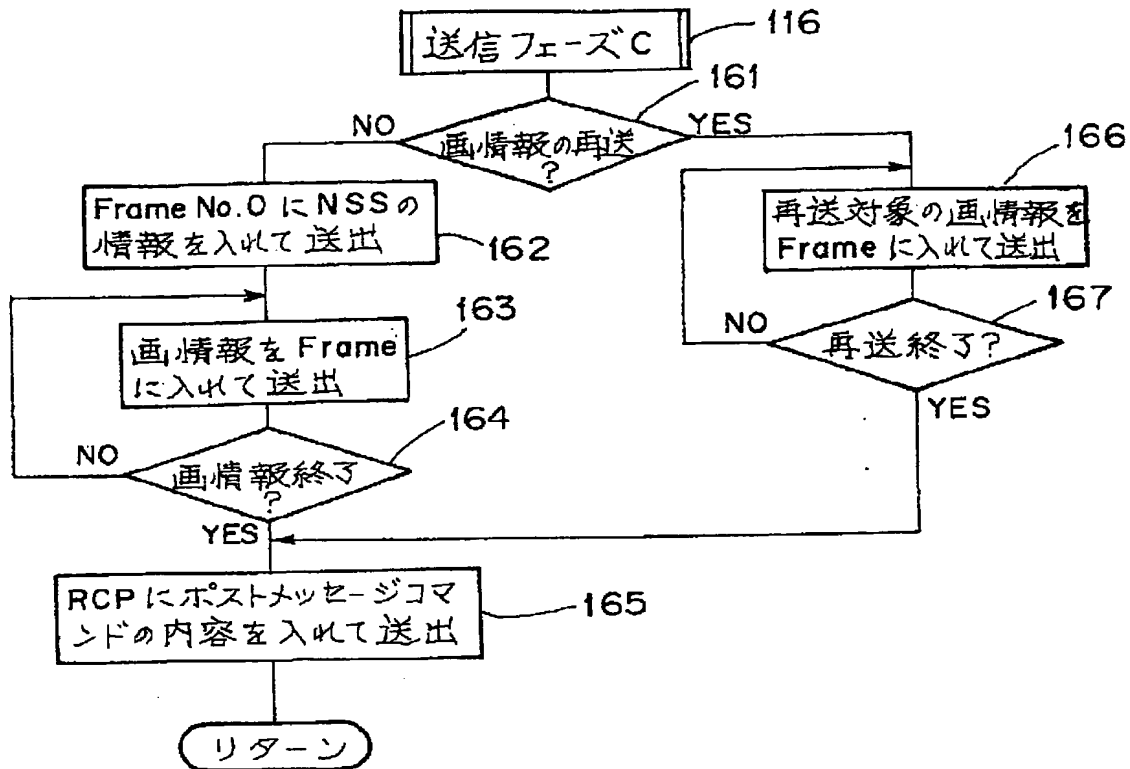 送信フェーズC
116
161
NO
画情報の再送
?
YES
166
Frame No.0 にNSSの
情報を入れて送出
162
再送対象の画情報を
Frameに入れて送出
163
画情報をFrame
に入れて送出
167
NO
再送終了?
YES
164
NO
画情報終了
?
YES
RCPにポストメッセージコマ
ンドの内容を入れて送出
165
リターン